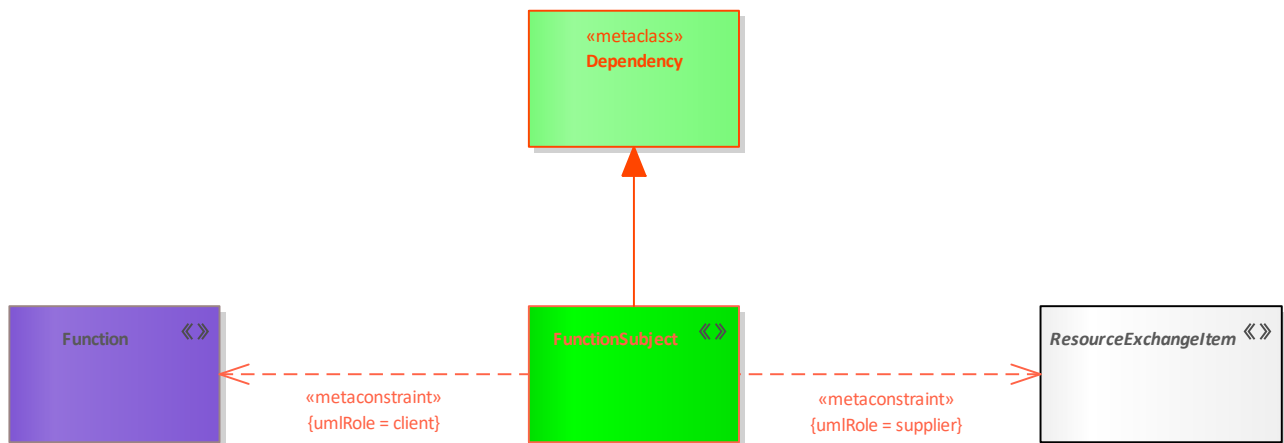 «metaclass»
Dependency
Function «»
FunctionSubject «»
ResourceExchangeItem «»
«metaconstraint»
{umlRole = client}
«metaconstraint»
{umlRole = supplier}